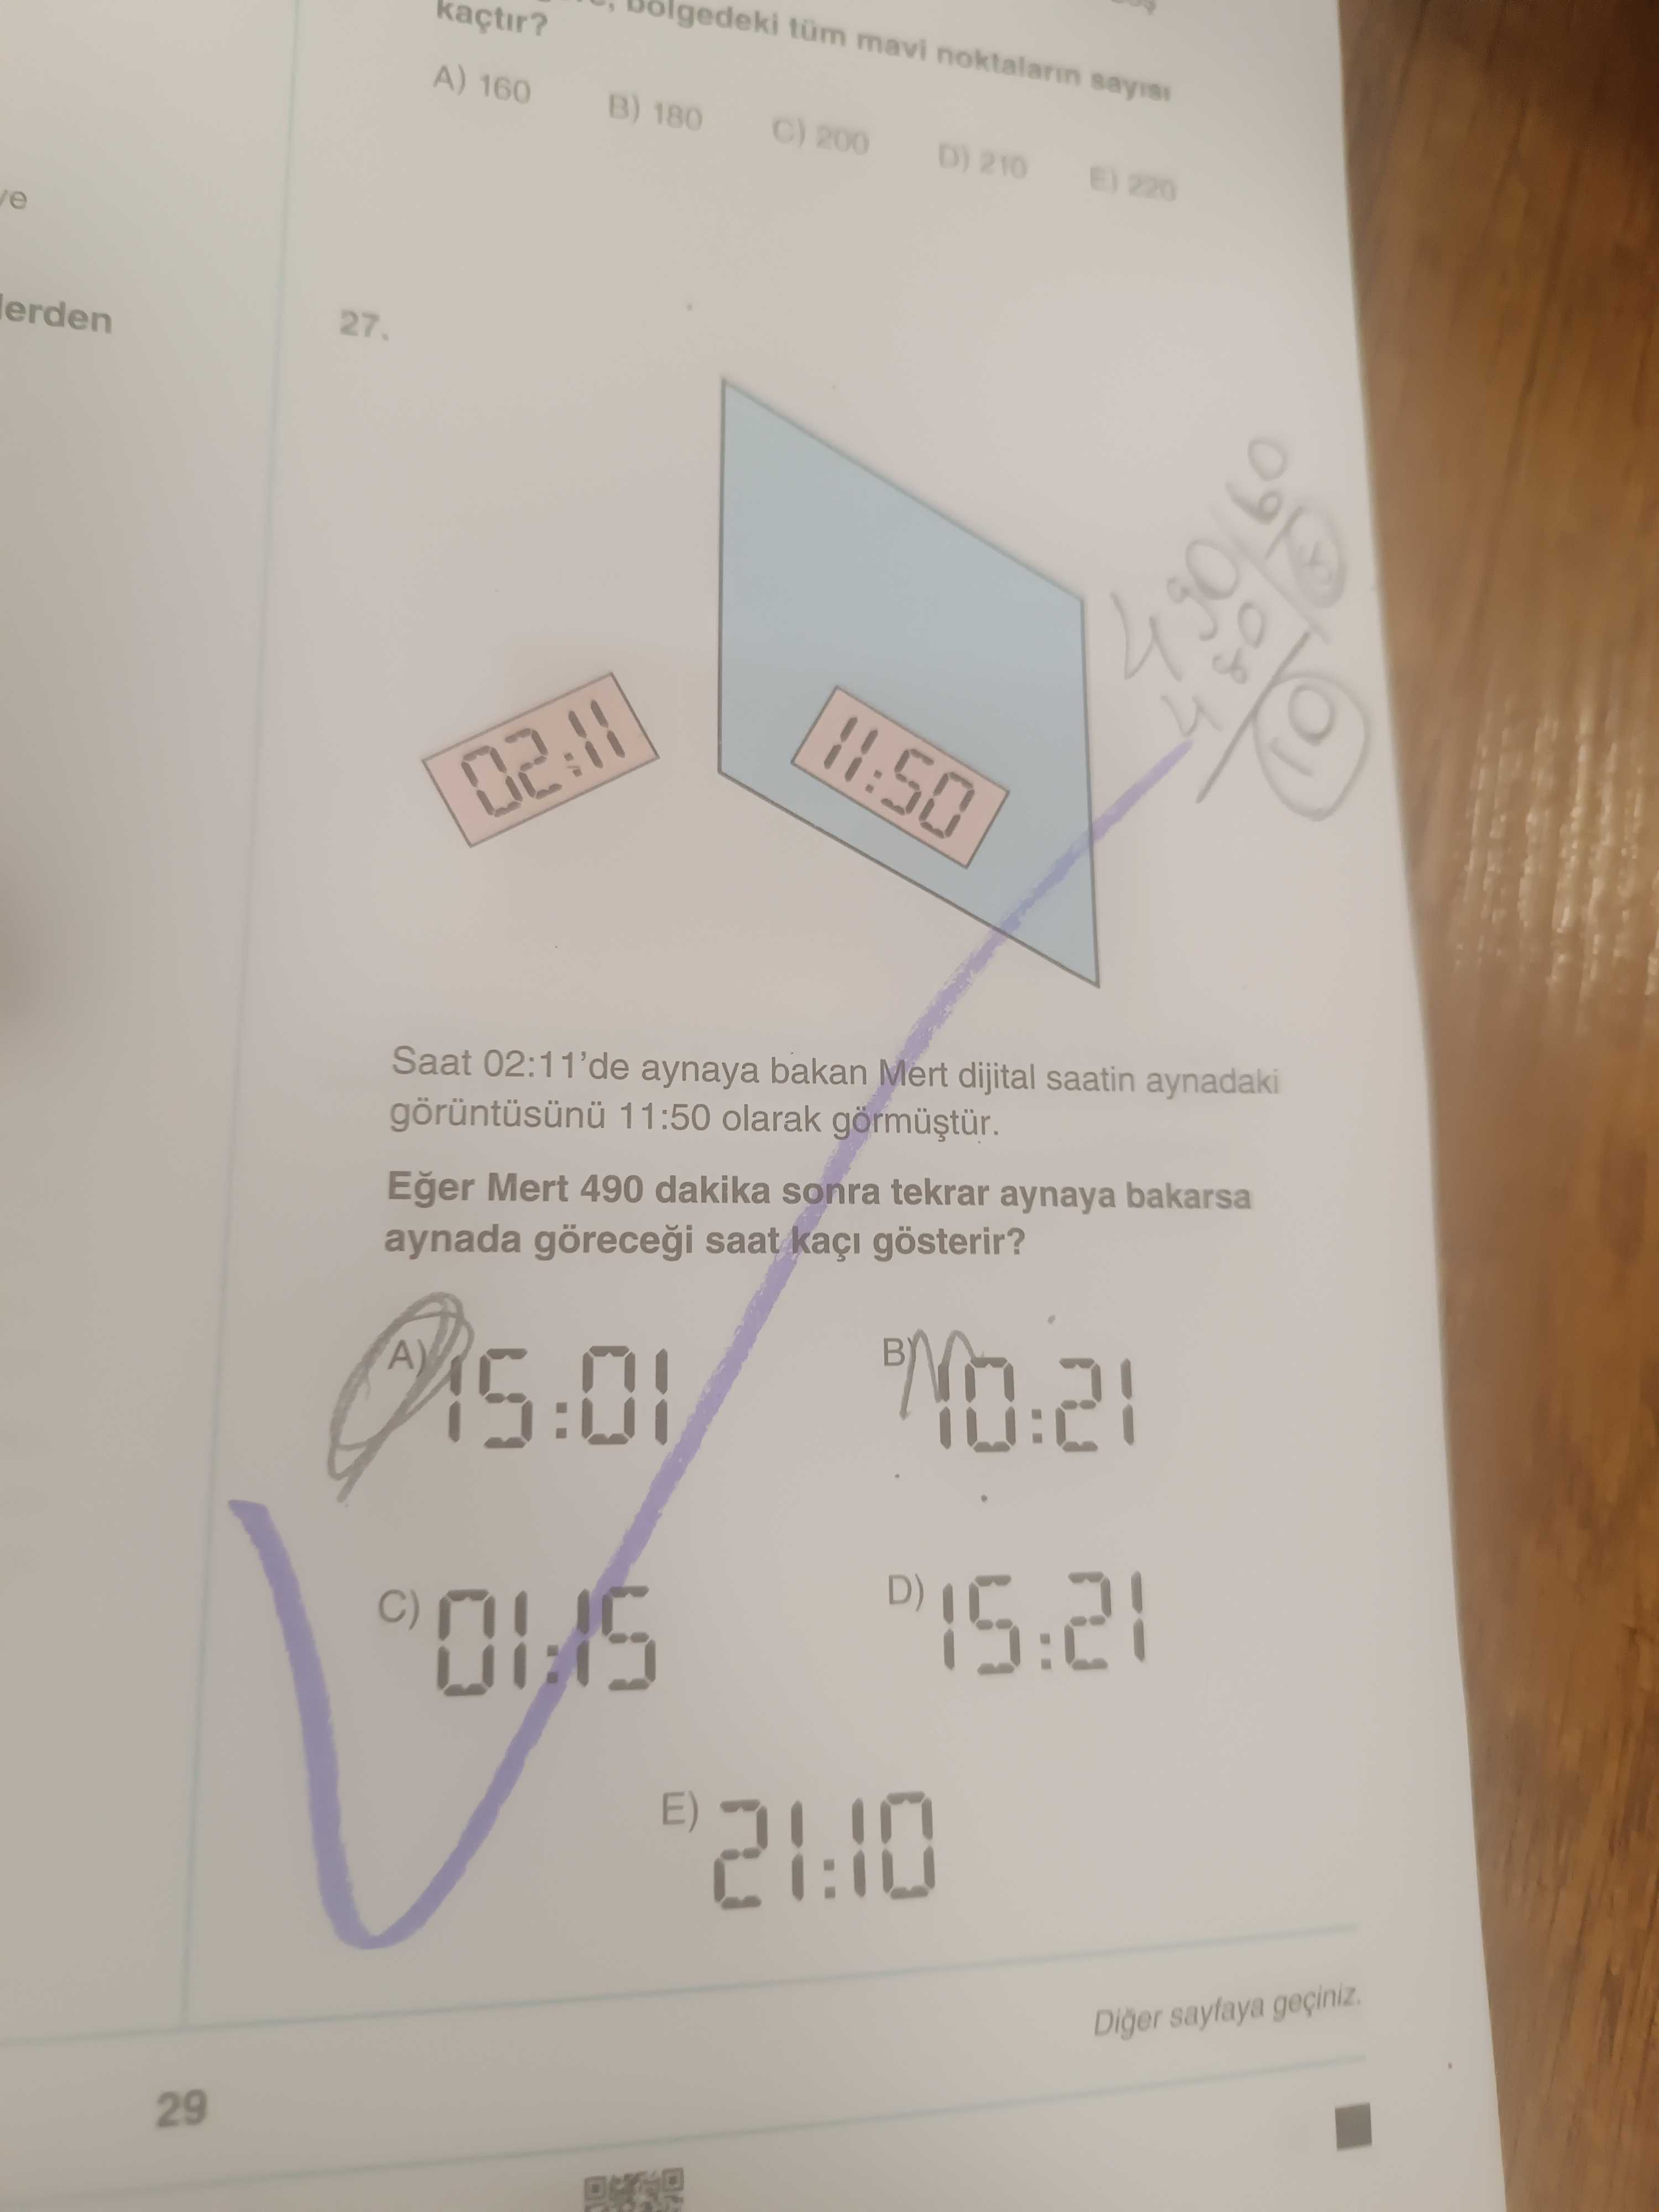 bölgedeki tüm mavi noktaların sayısı
kaçtır?
A) 160 B) 180 C) 200 D) 210 E) 220
ve
lerden
27.
490 60
480
10
02:11
11:50
Saat 02:11’de aynaya bakan Mert dijital saatin aynadaki
görüntüsünü 11:50 olarak görmüştür.
Eğer Mert 490 dakika sonra tekrar aynaya bakarsa
aynada göreceği saat kaçı gösterir?
A) 15:01 B) 10:21
C) 01:15 D) 15:21
E) 21:10
Diğer sayfaya geçiniz.
29